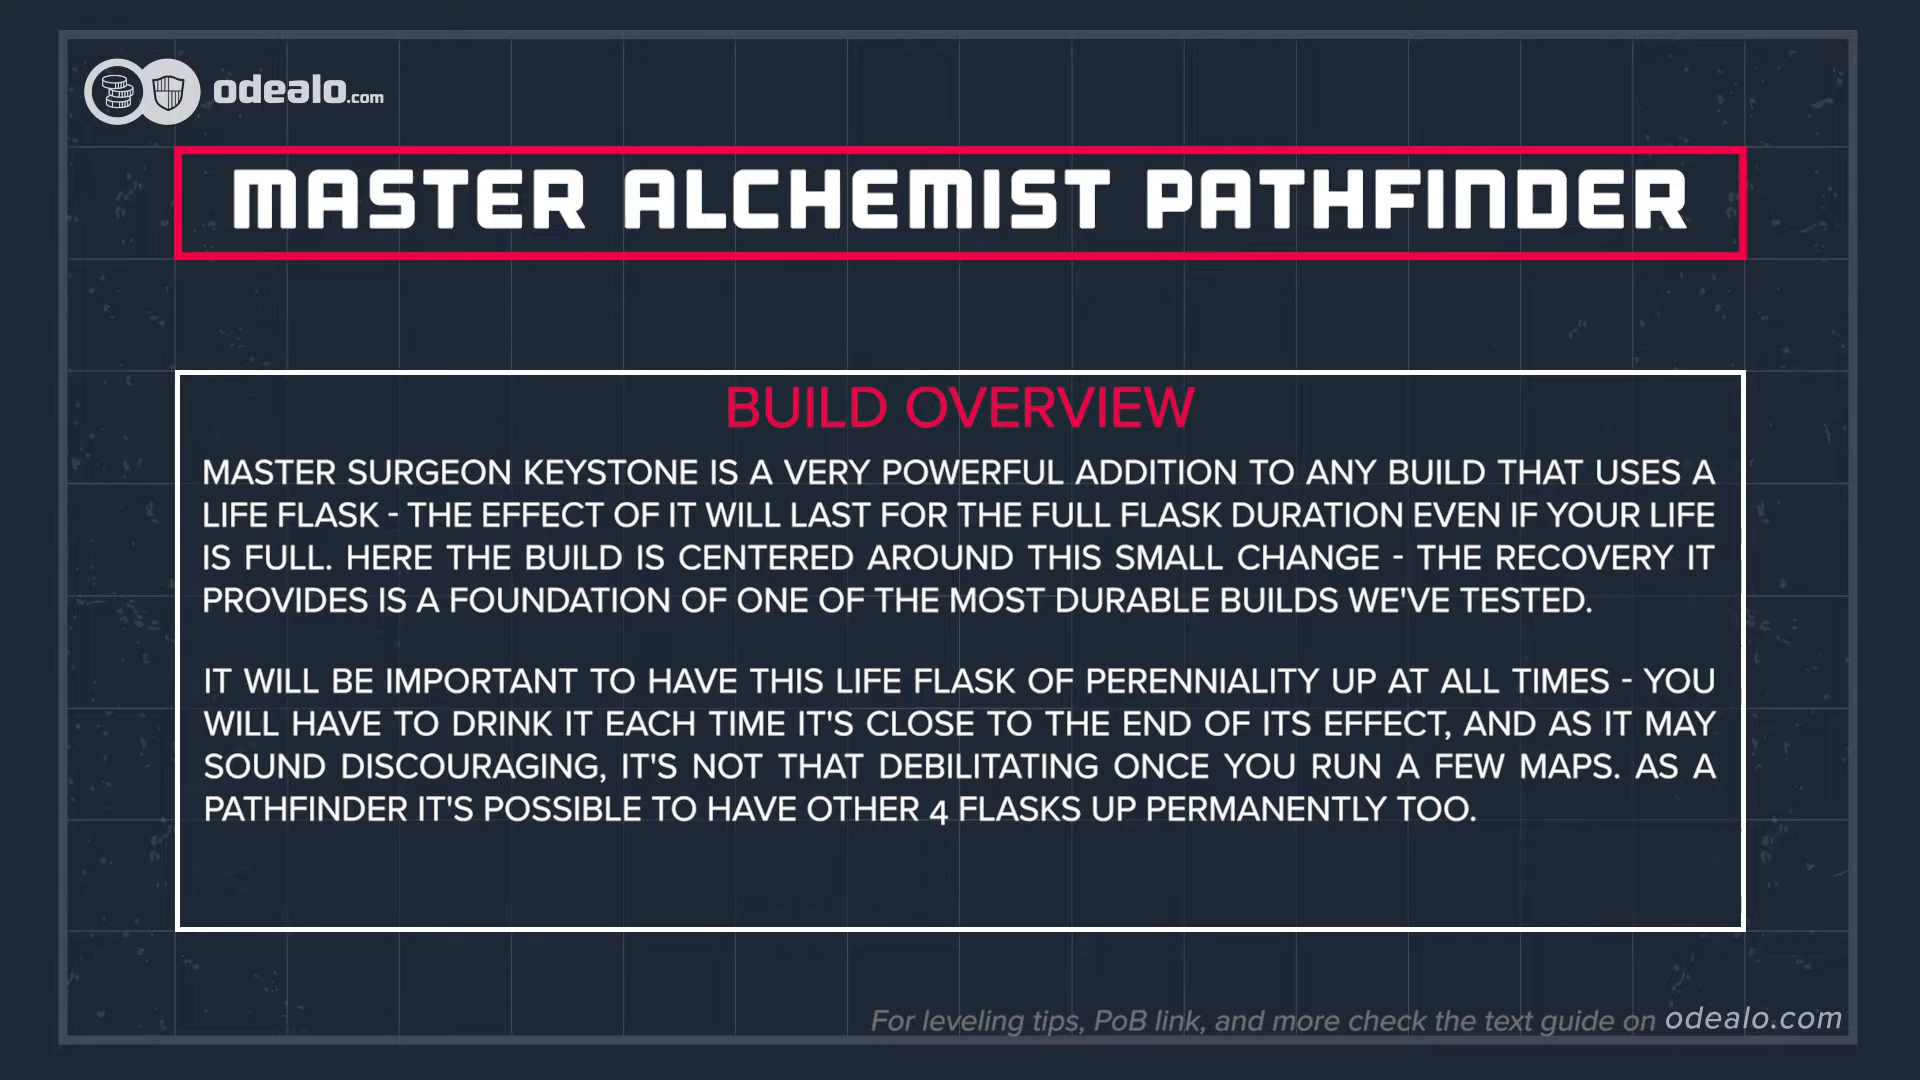 odealo.com
MASTER ALCHEMIST PATHFINDER
BUILD OVERVIEW
MASTER SURGEON KEYSTONE IS A VERY POWERFUL ADDITION TO ANY BUILD THAT USES A
LIFE FLASK - THE EFFECT OF IT WILL LAST FOR THE FULL FLASK DURATION EVEN IF YOUR LIFE
IS FULL. HERE THE BUILD IS CENTERED AROUND THIS SMALL CHANGE - THE RECOVERY IT
PROVIDES IS A FOUNDATION OF ONE OF THE MOST DURABLE BUILDS WE'VE TESTED.
IT WILL BE IMPORTANT TO HAVE THIS LIFE FLASK OF PERENNIALITY UP AT ALL TIMES - YOU
WILL HAVE TO DRINK IT EACH TIME IT'S CLOSE TO THE END OF ITS EFFECT, AND AS IT MAY
SOUND DISCOURAGING, IT'S NOT THAT DEBILITATING ONCE YOU RUN A FEW MAPS. AS A
PATHFINDER IT'S POSSIBLE TO HAVE OTHER 4 FLASKS UP PERMANENTLY TOO.
For leveling tips, PoB link, and more check the text guide on odealo.com